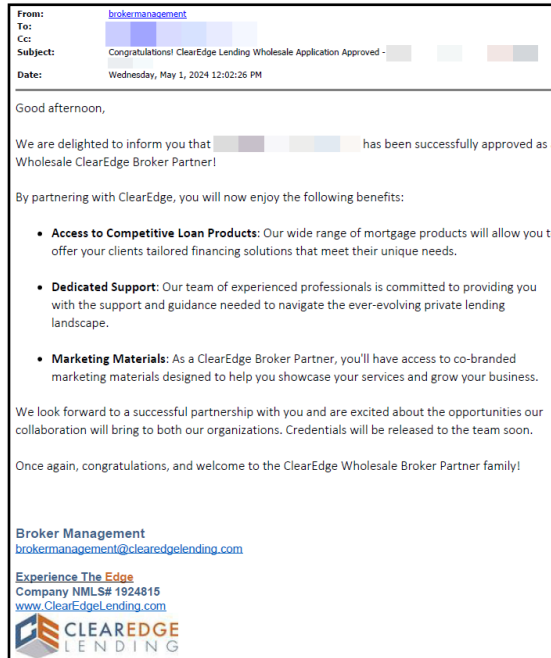 From: brokermanagement
To:
Cc:
Subject: Congratulations! ClearEdge Lending Wholesale Application Approved -
Date: Wednesday, May 1, 2024 12:02:26 PM
Good afternoon,
We are delighted to inform you that has been successfully approved as
Wholesale ClearEdge Broker Partner!
By partnering with ClearEdge, you will now enjoy the following benefits:
• Access to Competitive Loan Products: Our wide range of mortgage products will allow you
offer your clients tailored financing solutions that meet their unique needs.
• Dedicated Support: Our team of experienced professionals is committed to providing you
with the support and guidance needed to navigate the ever-evolving private lending
landscape.
• Marketing Materials: As a ClearEdge Broker Partner, you'll have access to co-branded
marketing materials designed to help you showcase your services and grow your business.
We look forward to a successful partnership with you and are excited about the opportunities our
collaboration will bring to both our organizations. Credentials will be released to the team soon.
Once again, congratulations, and welcome to the ClearEdge Wholesale Broker Partner family!
Broker Management
brokermanagement@clearedgelending.com
Experience The Edge
Company NMLS# 1924815
www.ClearEdgeLending.com
CLEAREDGE
LENDING